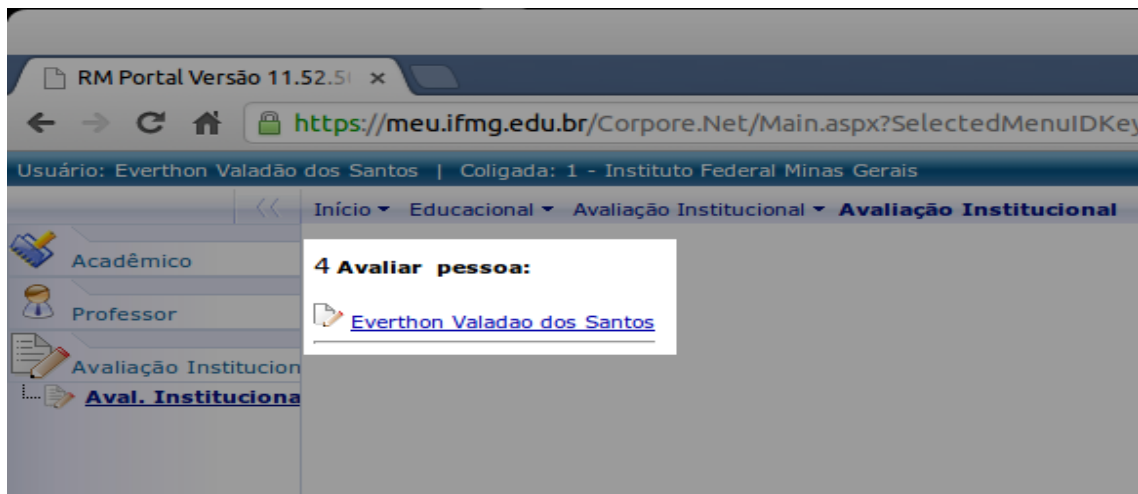 RM Portal Versão 11.52.5
https://meu.ifmg.edu.br/Corpore.Net/Main.aspx?SelectedMenuIDKey
Usuário: Everthon Valadão dos Santos | Coligada: 1 - Instituto Federal Minas Gerais
Início Educacional Avaliação Institucional Avaliação Institucional
Acadêmico
Professor
Avaliação Institucion
Aval. Instituciona
4 Avaliar pessoa:
Everthon Valadao dos Santos